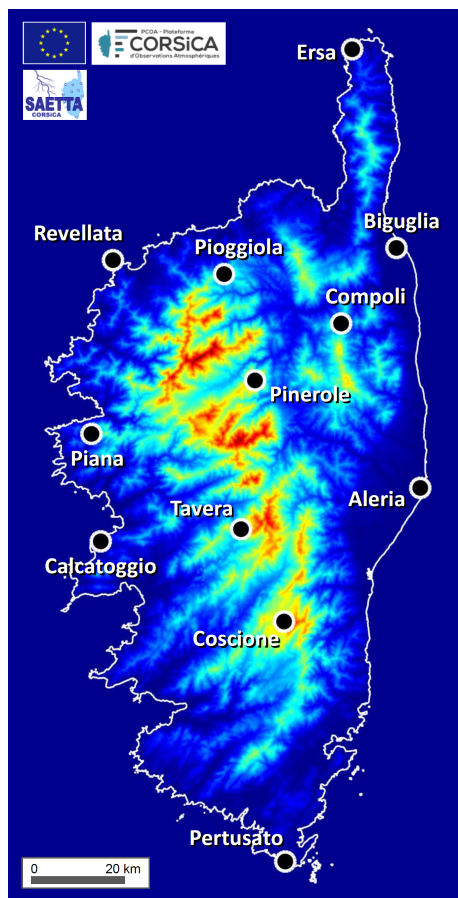 PCOA - Plateforme
CORSiCA
d'Observations Atmosphériques
SAETTA
CORSICA
Ersa
Biguglia
Revellata
Pioggiola
Compoli
Pinerole
Piana
Aleria
Tavera
Calcatoggio
Coscione
Pertusato
0 20 km